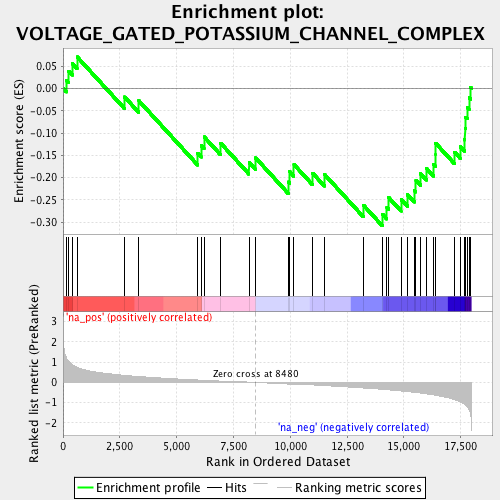 Enrichment plot:
VOLTAGE_GATED_POTASSIUM_CHANNEL_COMPLEX
Enrichment score (ES)
0.05
0.00
-0.05
-0.10
-0.15
-0.20
-0.25
-0.30
'na_pos' (positively correlated)
Ranked list metric (PreRanked)
3
2
1
0
-1
-2
Zero cross at 8480
'na_neg' (negatively correlated)
0
2,500
5,000
7,500
10,000
12,500
15,000
17,500
Rank in Ordered Dataset
Enrichment profile
Hits
Ranking metric scores